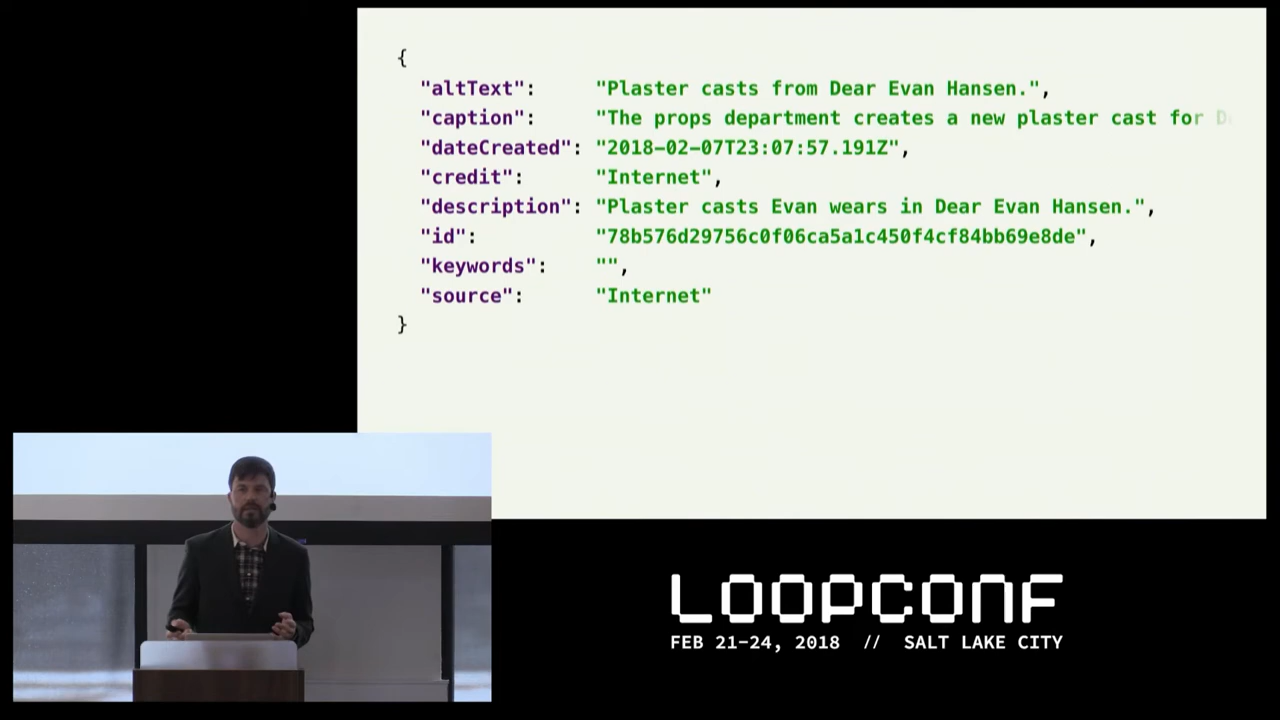 {
"altText": "Plaster casts from Dear Evan Hansen.",
"caption": "The props department creates a new plaster cast for
"dateCreated": "2018-02-07T23:07:57.191Z",
"credit": "Internet",
"description": "Plaster casts Evan wears in Dear Evan Hansen.",
"id": "78b576d29756c0f06ca5a1c450f4cf84bb69e8de",
"keywords": "",
"source": "Internet"
}
LOOPCONF
FEB 21-24, 2018 // SALT LAKE CITY